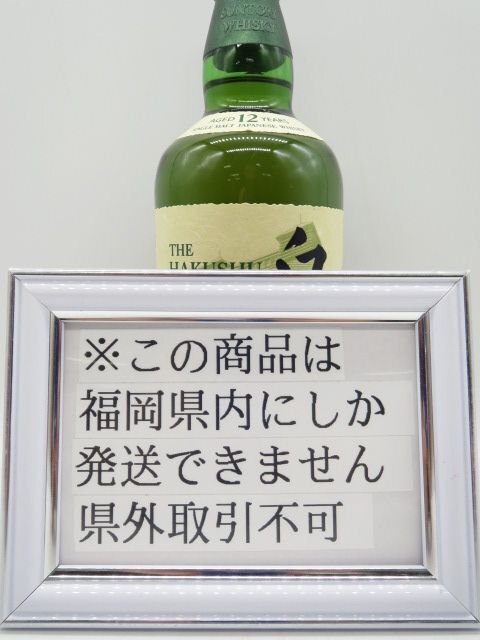 SUNTORY
WHISKY
AGED 12 YEARS
SINGLE MALT JAPANESE WHISKY
THE
HAKUSHU
※この商品は
福岡県内にしか
発送できません
県外取引不可